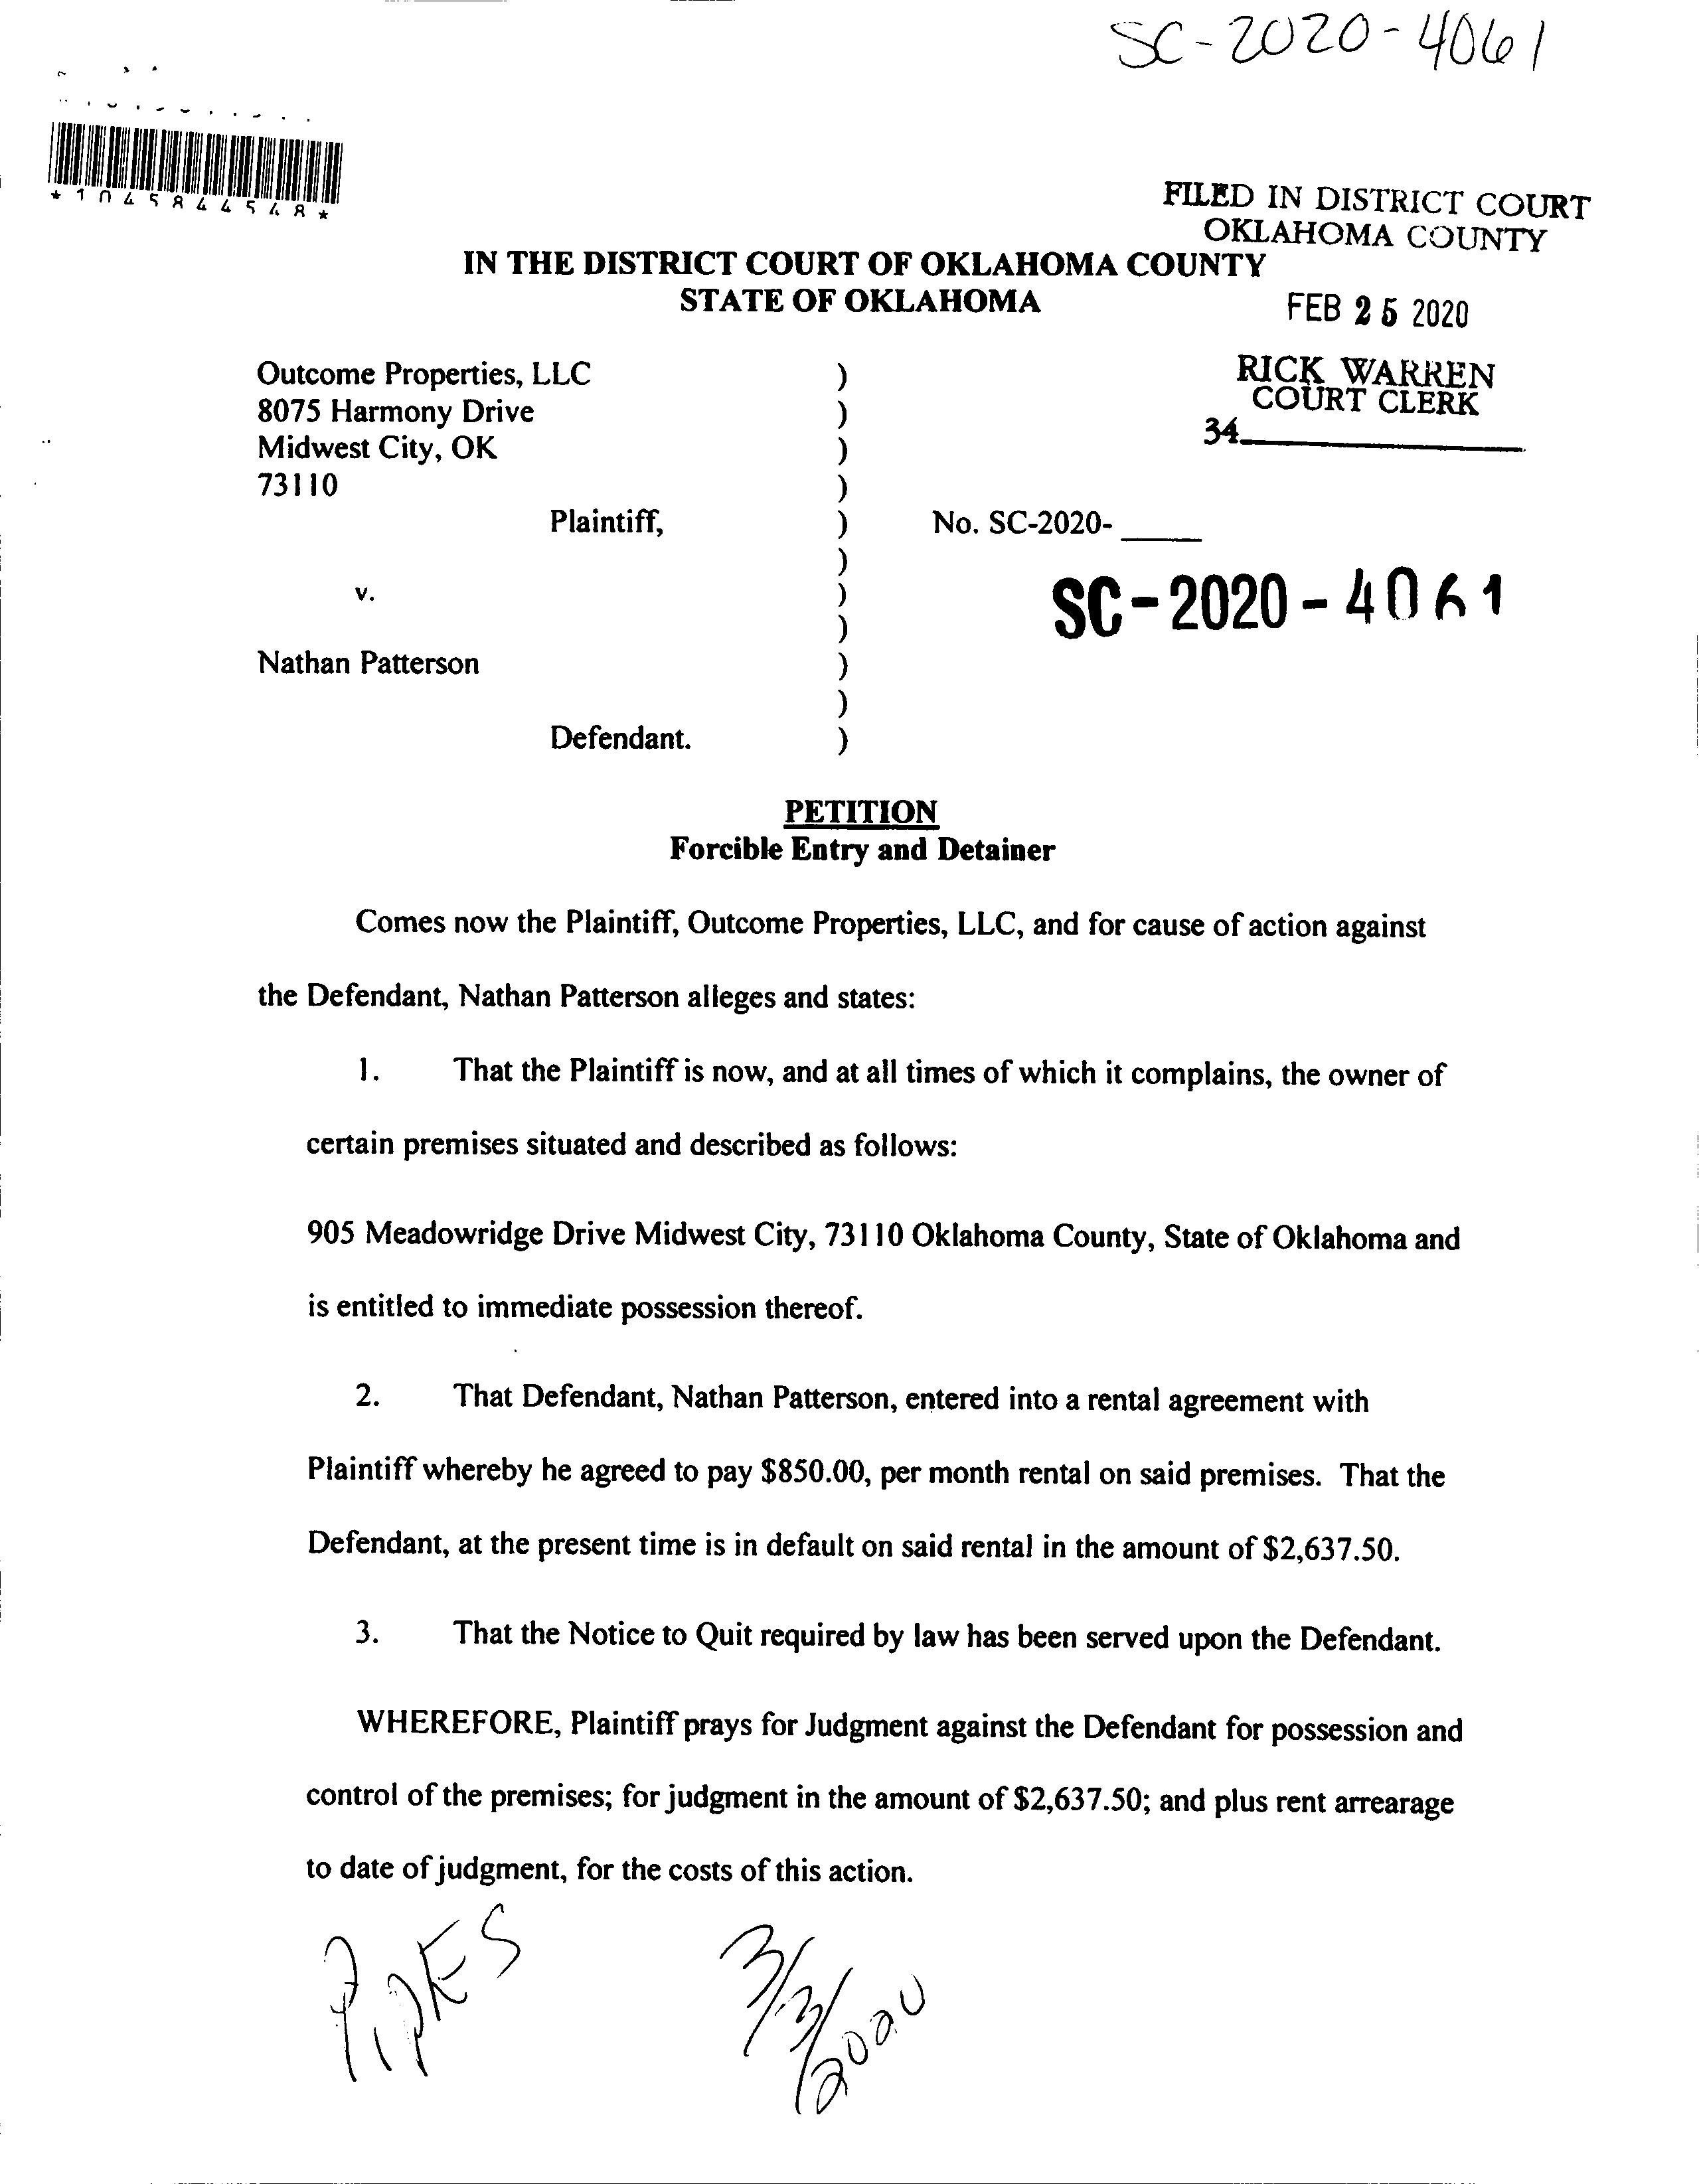 SC-2020-4061
*1045844548*
FILED IN DISTRICT COURT
OKLAHOMA COUNTY
IN THE DISTRICT COURT OF OKLAHOMA COUNTY
STATE OF OKLAHOMA
FEB 25 2020
RICK WARREN
COURT CLERK
34
Outcome Properties, LLC )
8075 Harmony Drive )
Midwest City, OK )
73110 )
Plaintiff, ) No. SC-2020- _____
)
v. )
SC-2020-4061
)
Nathan Patterson )
)
Defendant. )
PETITION
Forcible Entry and Detainer
Comes now the Plaintiff, Outcome Properties, LLC, and for cause of action against
the Defendant, Nathan Patterson alleges and states:
1. That the Plaintiff is now, and at all times of which it complains, the owner of
certain premises situated and described as follows:
905 Meadowridge Drive Midwest City, 73110 Oklahoma County, State of Oklahoma and
is entitled to immediate possession thereof.
2. That Defendant, Nathan Patterson, entered into a rental agreement with
Plaintiff whereby he agreed to pay $850.00, per month rental on said premises. That the
Defendant, at the present time is in default on said rental in the amount of $2,637.50.
3. That the Notice to Quit required by law has been served upon the Defendant.
WHEREFORE, Plaintiff prays for Judgment against the Defendant for possession and
control of the premises; for judgment in the amount of $2,637.50; and plus rent arrearage
to date of judgment, for the costs of this action.
PIPKES 3/3/2020